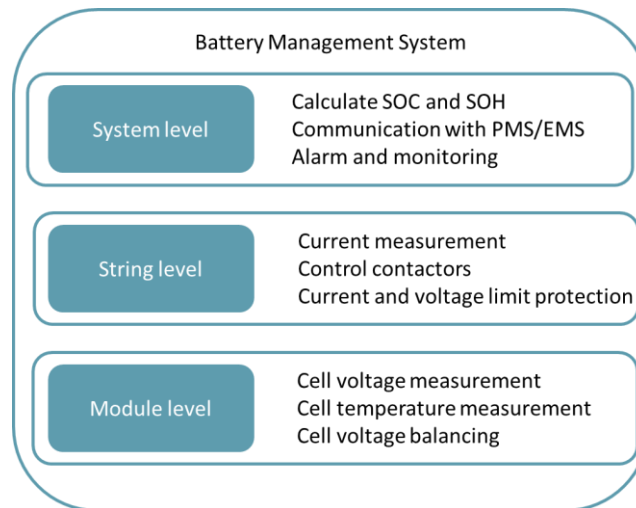 Battery Management System
System level
Calculate SOC and SOH
Communication with PMS/EMS
Alarm and monitoring
String level
Current measurement
Control contactors
Current and voltage limit protection
Module level
Cell voltage measurement
Cell temperature measurement
Cell voltage balancing